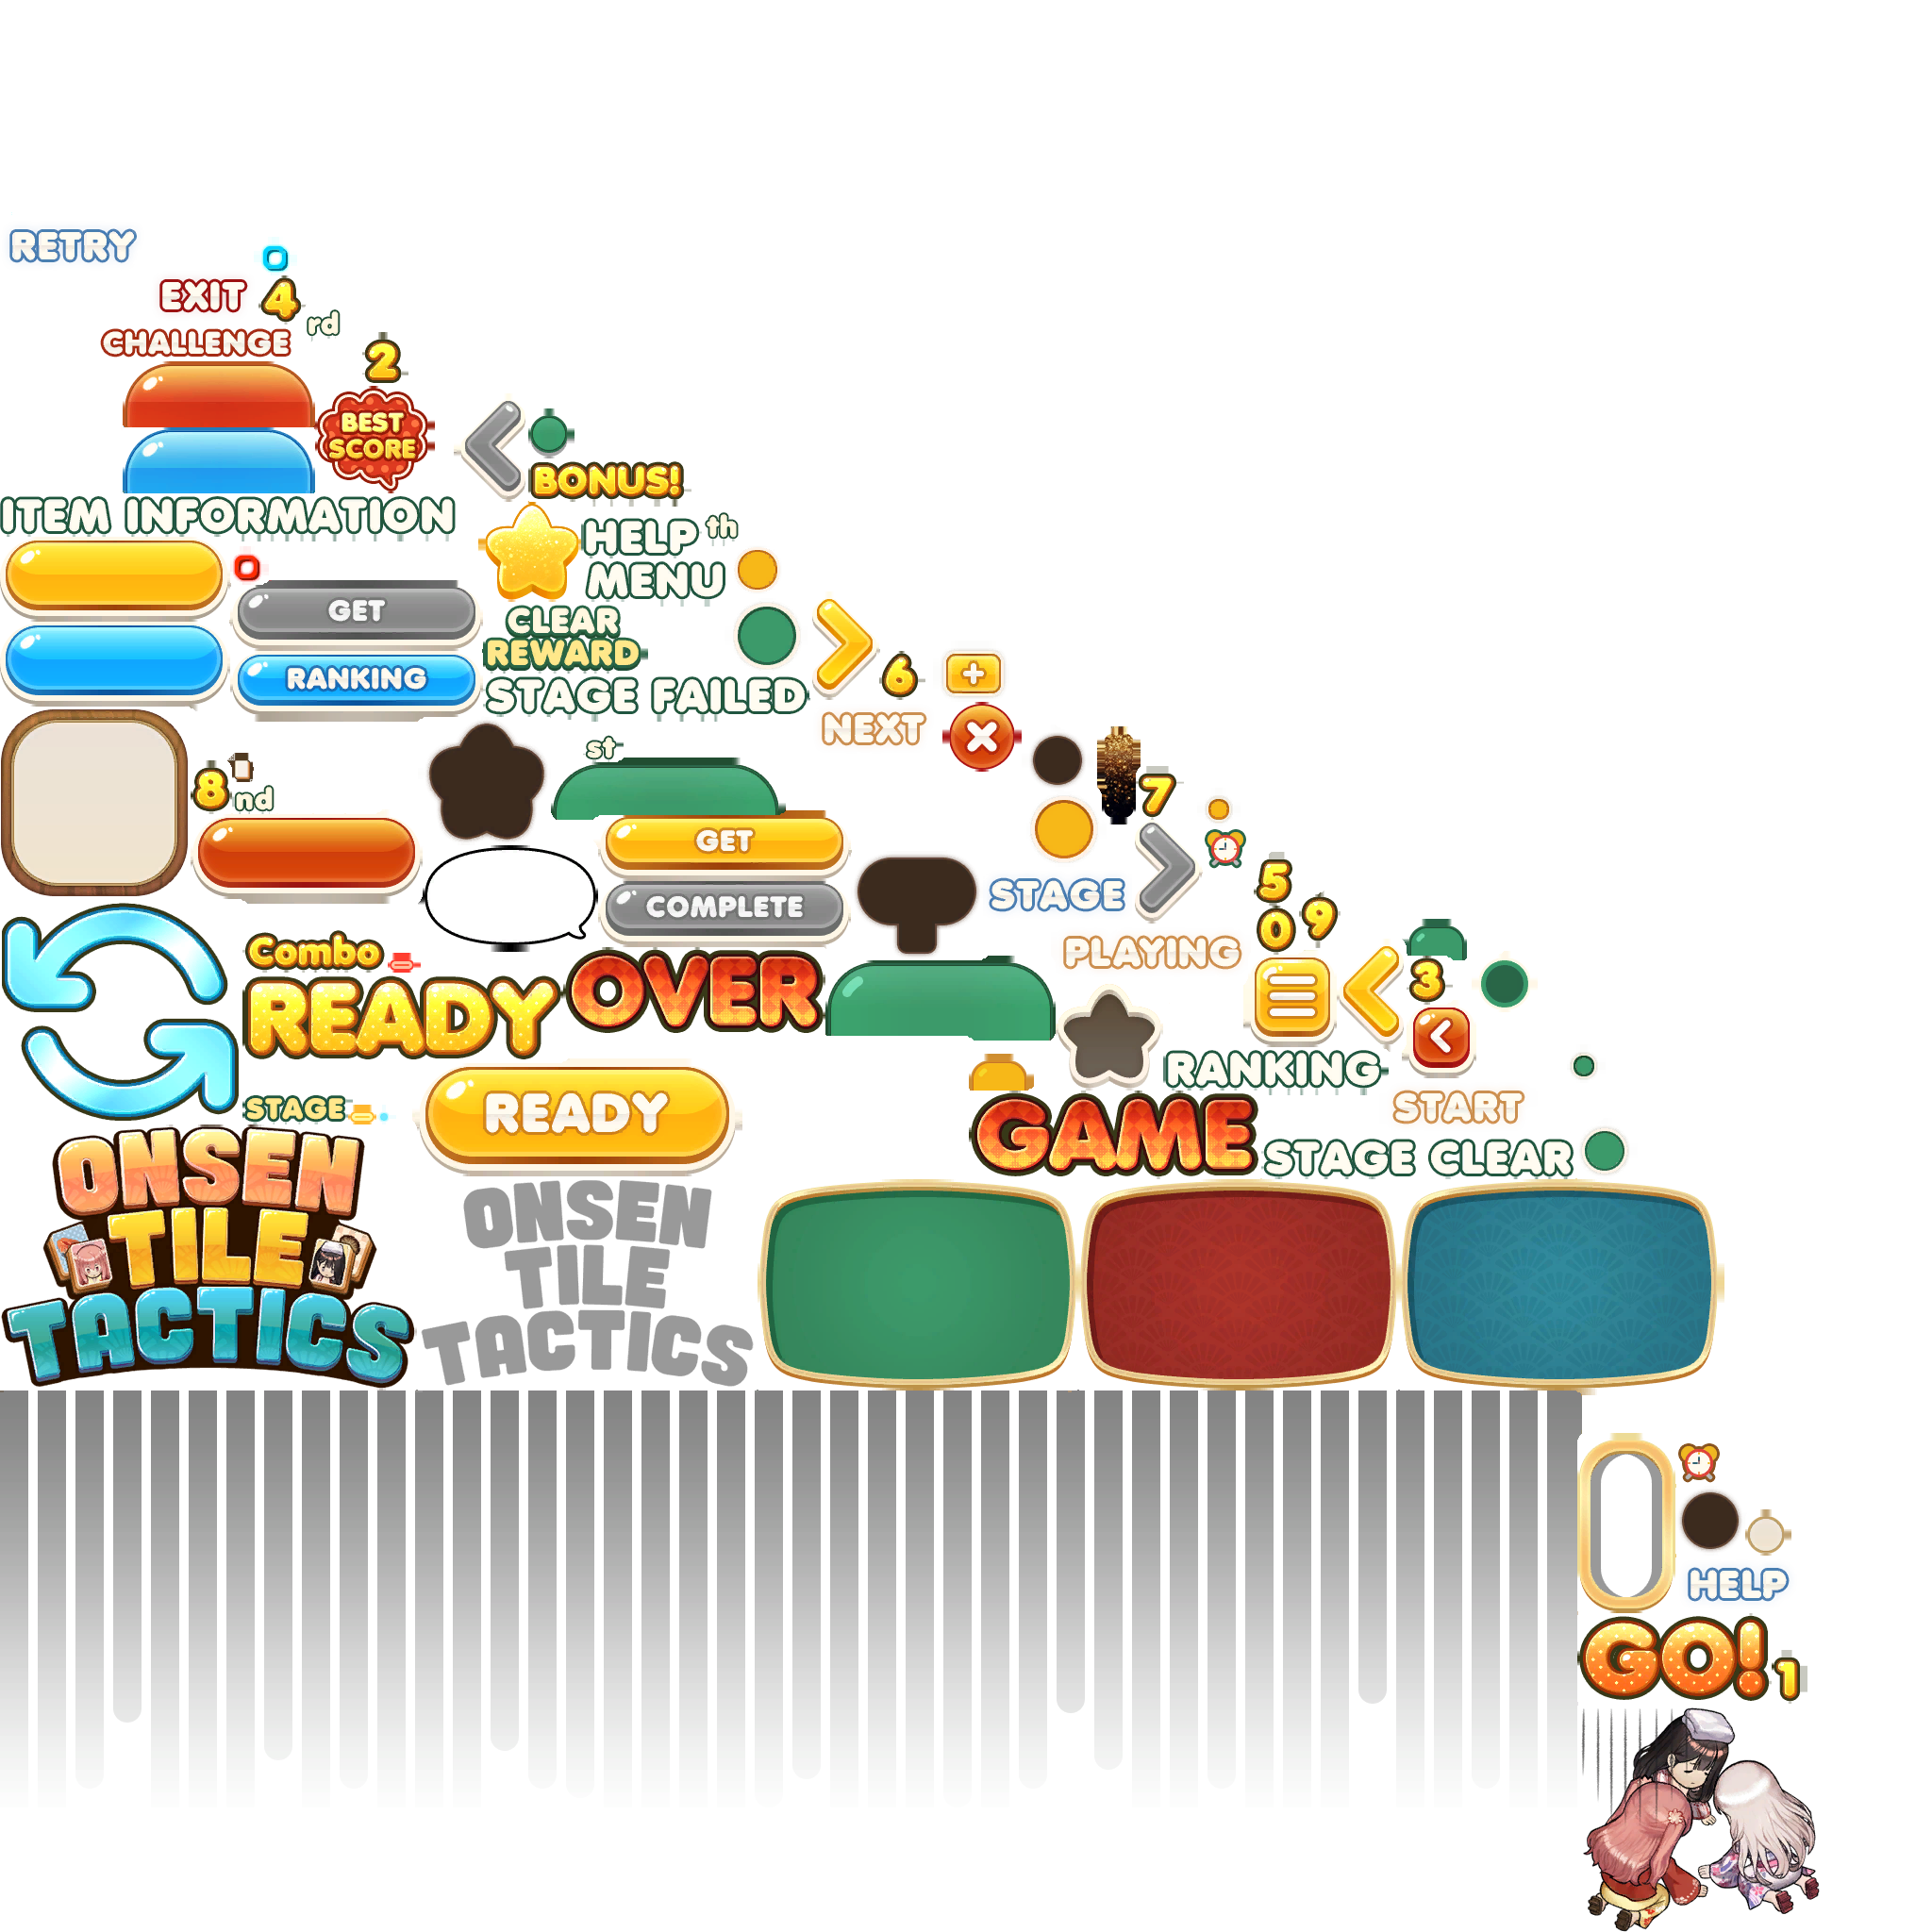 RETRY
EXIT
4
rd
CHALLENGE
2
BEST
SCORE
BONUS!
ITEM INFORMATION
HELP
th
MENU
GET
CLEAR
REWARD
RANKING
STAGE FAILED
6
NEXT
st
8
nd
7
GET
COMPLETE
STAGE
5
0
9
Combo
PLAYING
READY
OVER
3
RANKING
STAGE
READY
START
GAME
STAGE CLEAR
ONSEN
TILE
TACTICS
ONSEN
TILE
TACTICS
HELP
GO!
1